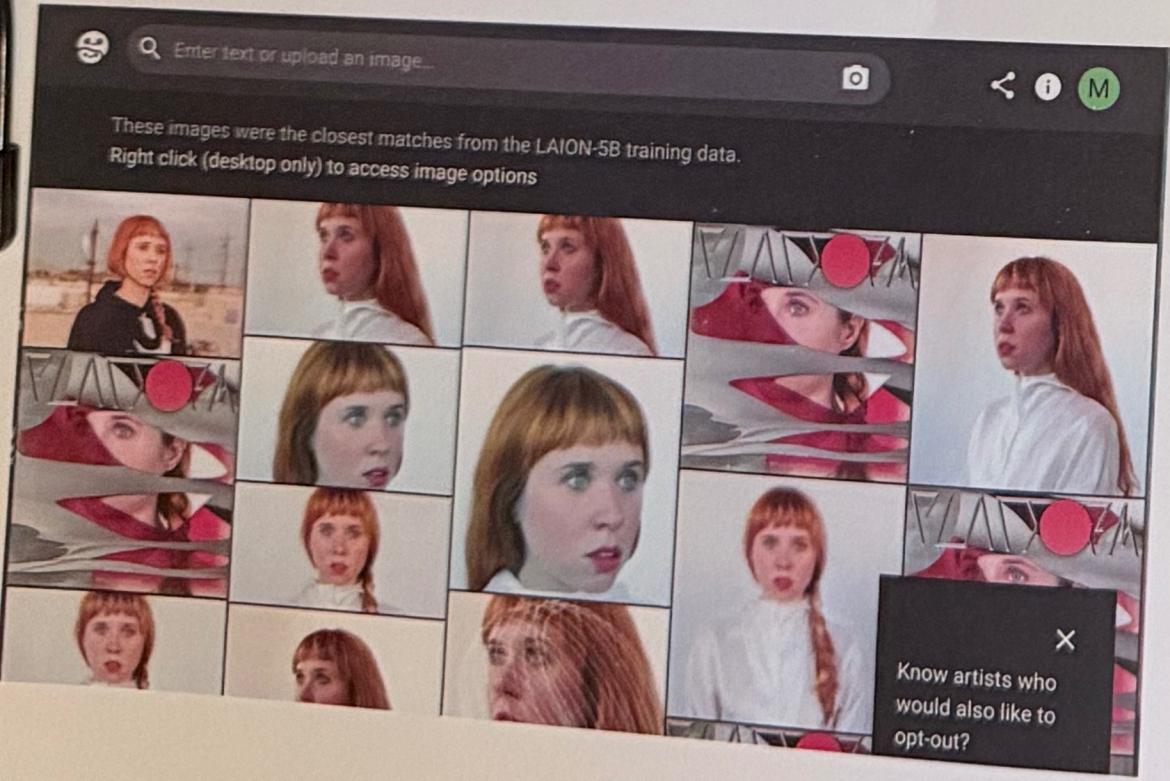 Enter text or upload an image...
M
These images were the closest matches from the LAION-5B training data.
Right click (desktop only) to access image options
Know artists who
would also like to
opt-out?